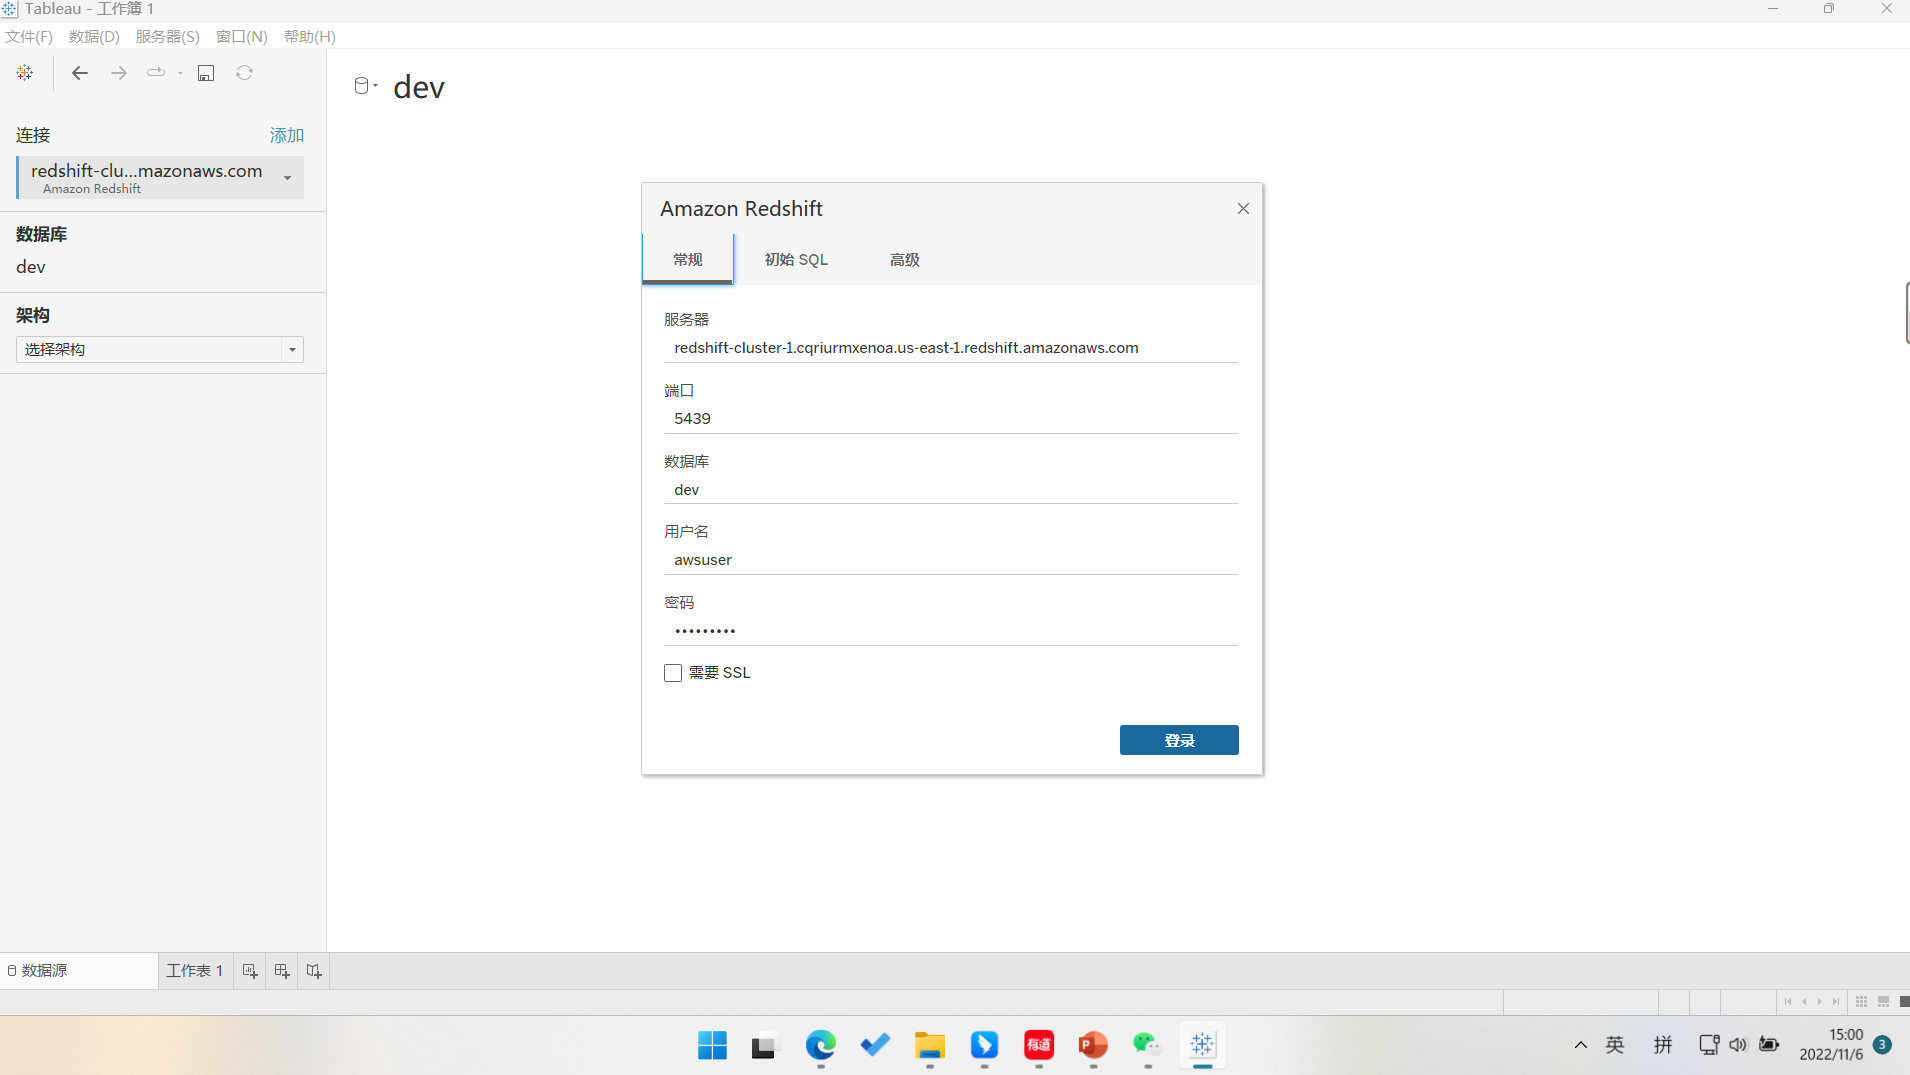 Tableau - 工作簿 1
文件(F) 数据(D) 服务器(S) 窗口(N) 帮助(H)
dev
连接 添加
redshift-clu...mazonaws.com
Amazon Redshift
数据库
dev
架构
选择架构
Amazon Redshift
常规 初始 SQL 高级
服务器
redshift-cluster-1.cqriurmxenoa.us-east-1.redshift.amazonaws.com
端口
5439
数据库
dev
用户名
awsuser
密码
•••••••••
需要 SSL
登录
数据源 工作表 1
有道
P
英 拼
15:00
2022/11/6
3